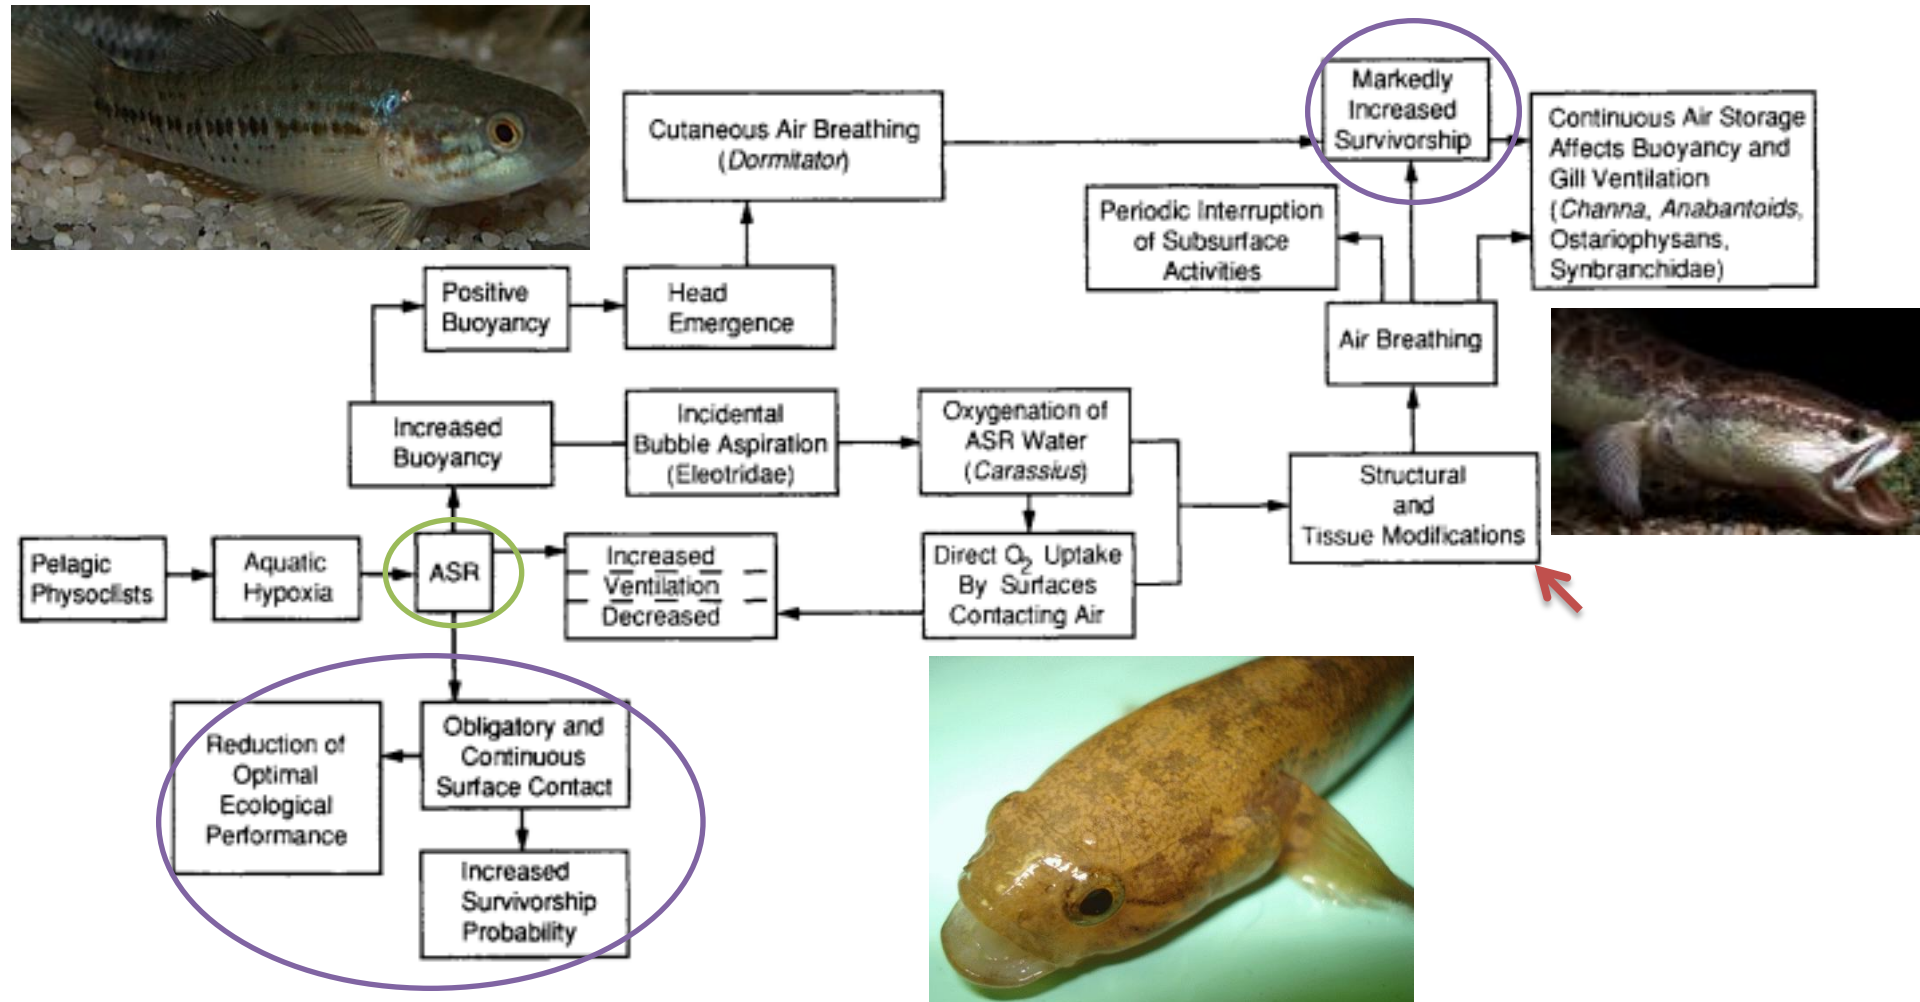 Cutaneous Air Breathing
(Dormitator)
Markedly
Increased
Survivorship
Continuous Air Storage
Affects Buoyancy and
Gill Ventilation
(Channa, Anabantoids,
Ostariophysans,
Synbranchidae)
Periodic Interruption
of Subsurface
Activities
Positive
Buoyancy
Head
Emergence
Air Breathing
Increased
Buoyancy
Incidental
Bubble Aspiration
(Eleotridae)
Oxygenation of
ASR Water
(Carassius)
Structural
and
Tissue Modifications
Pelagic
Physoclists
Aquatic
Hypoxia
ASR
Increased
Ventilation
Decreased
Direct O2 Uptake
By Surfaces
Contacting Air
Reduction of
Optimal
Ecological
Performance
Obligatory and
Continuous
Surface Contact
Increased
Survivorship
Probability